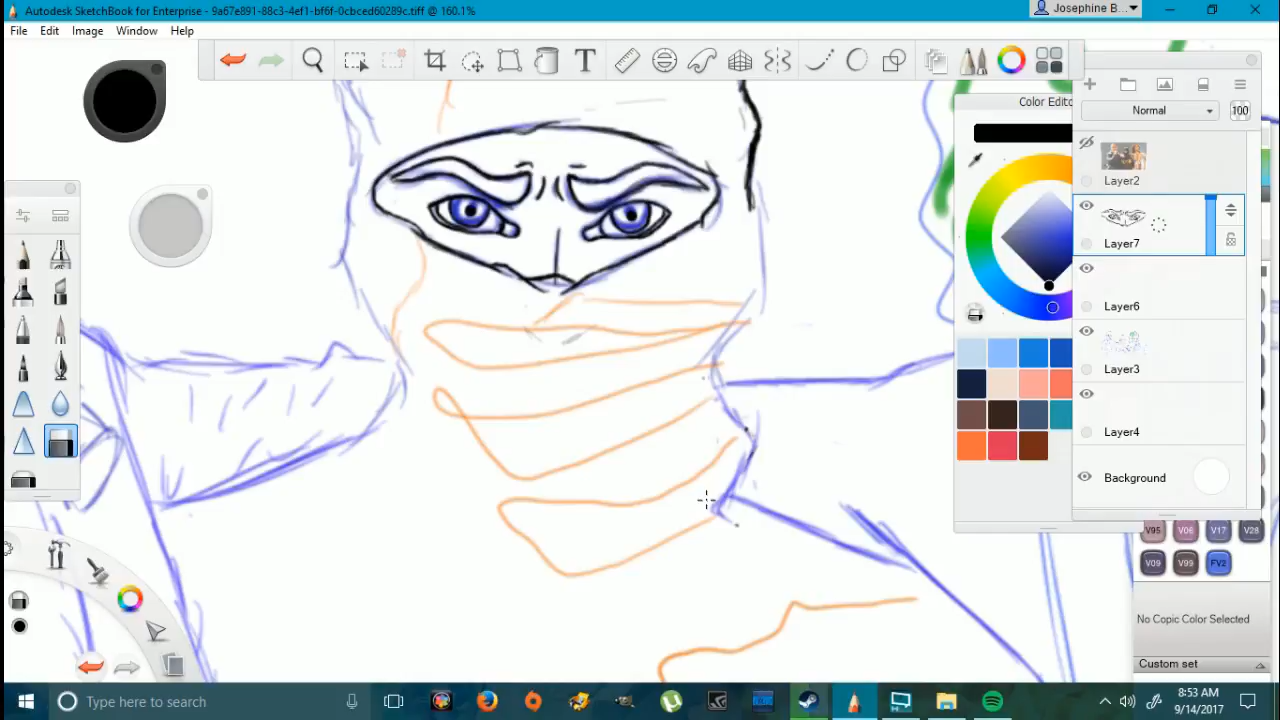 Autodesk SketchBook for Enterprise - 9a67e891-88c3-4ef1-bf6f-0cbced60289c.tiff @ 160.1%
Josephine B...
File Edit Image Window Help
T
Color Edito
Normal
100
Layer2
Layer7
Layer6
Layer3
Layer4
Background
V95 V06 V17 V28
V09 V99 FV2
No Copic Color Selected
Custom set
Type here to search
8:53 AM
9/14/2017